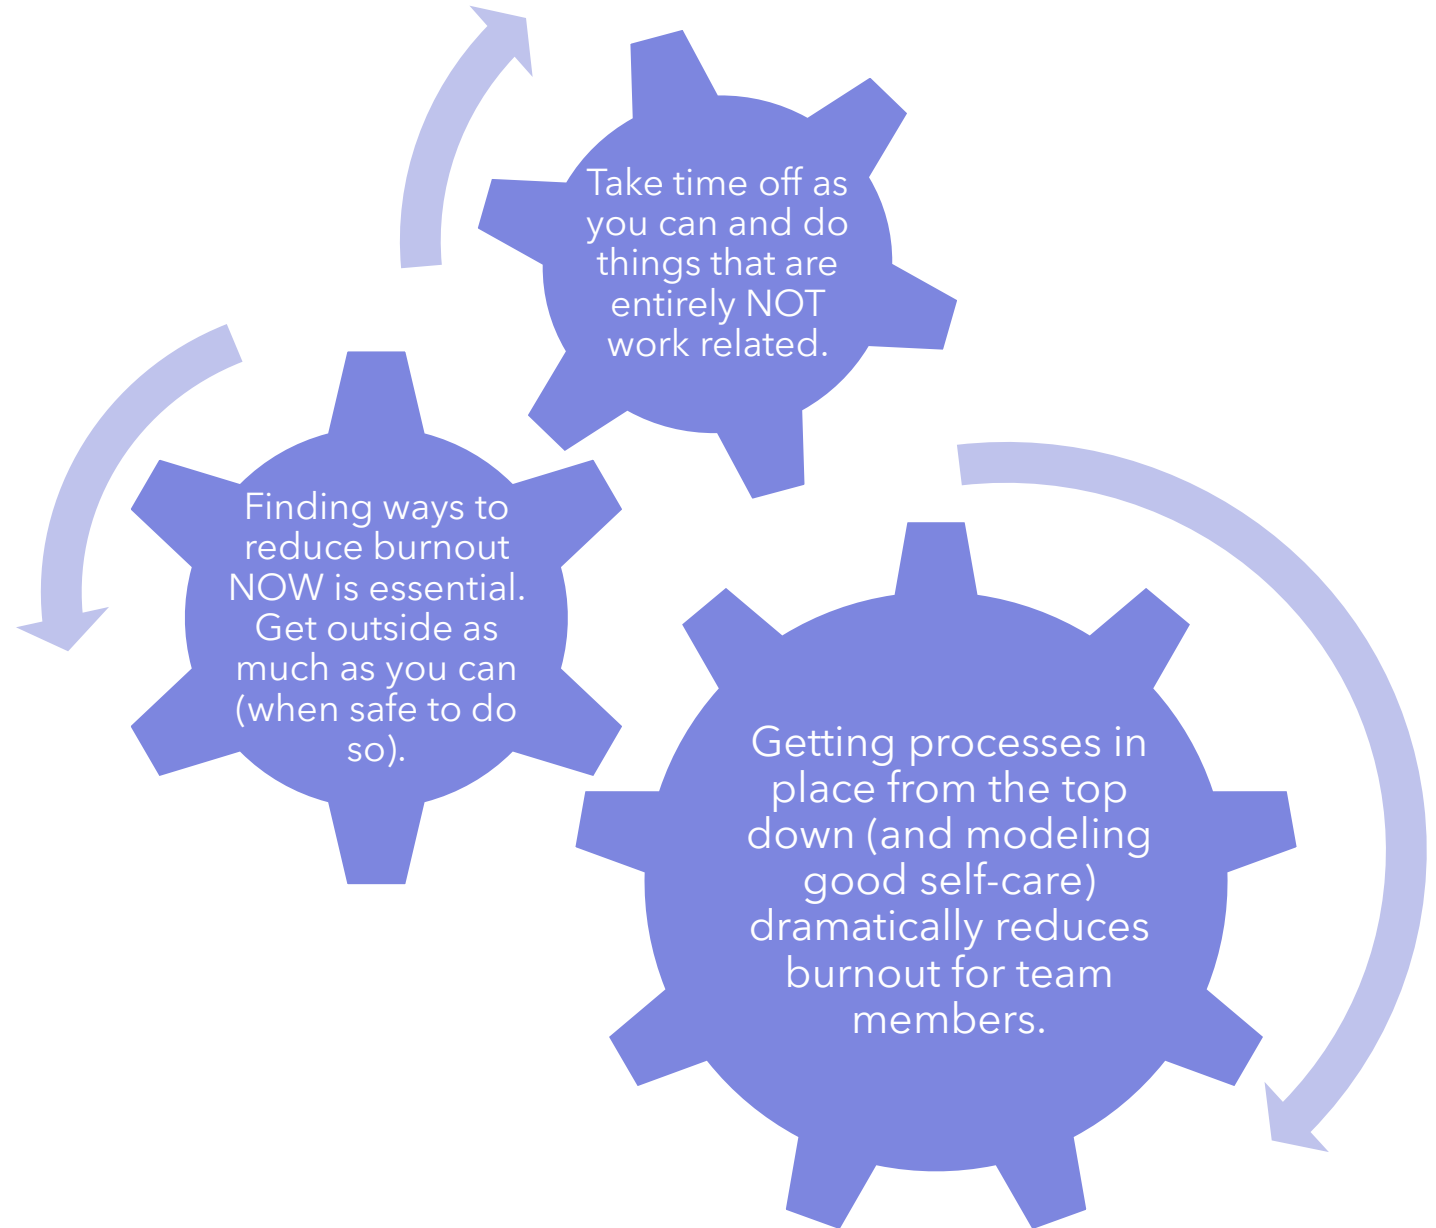 Take time off as
you can and do
things that are
entirely NOT
work related.
Finding ways to
reduce burnout
NOW is essential.
Get outside as
much as you can
(when safe to do
so).
Getting processes in
place from the top
down (and modeling
good self-care)
dramatically reduces
burnout for team
members.